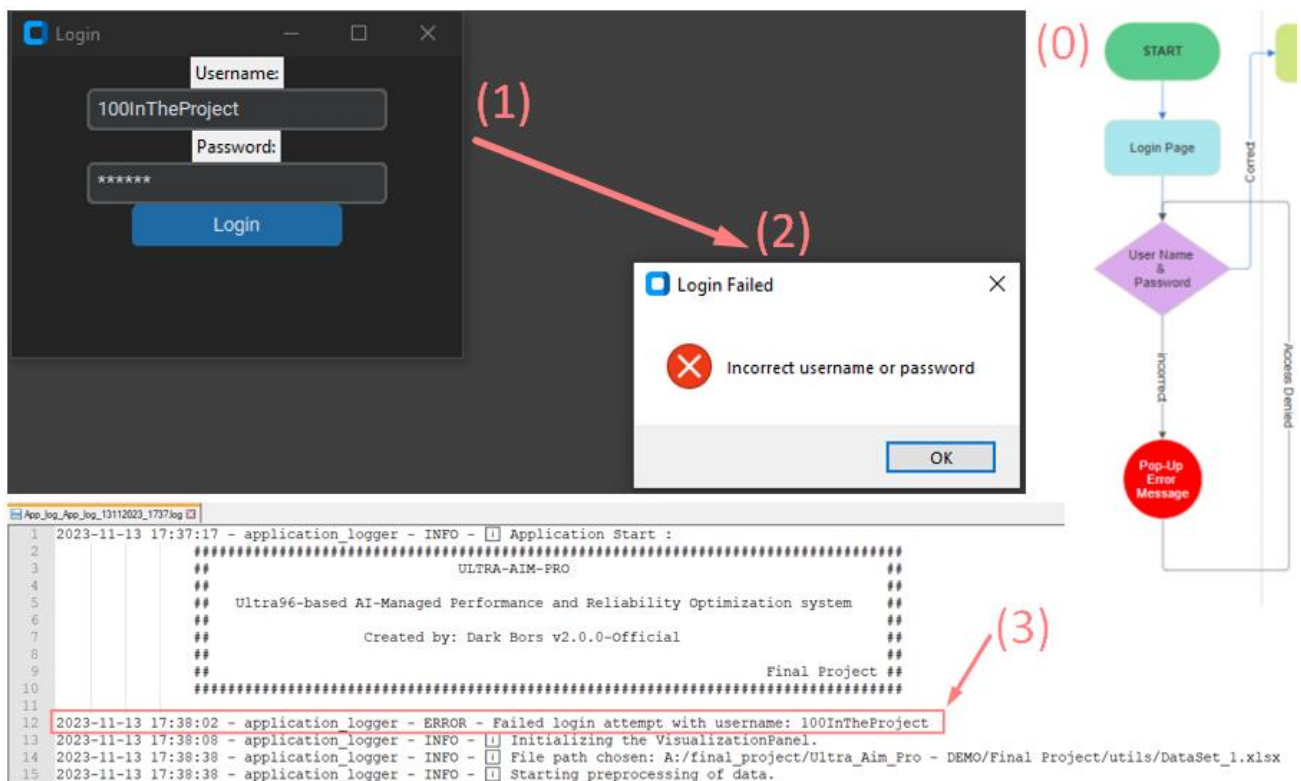 Login
Username:
100InTheProject
Password:
******
Login
(1)
(2)
Login Failed
Incorrect username or password
OK
(0)
START
Login Page
Correct
User Name
&
Password
incorrect
Access Denied
Pop-Up
Error
Message
App_log_App_log_13112023_1737.log
1 2023-11-13 17:37:17 - application_logger - INFO - [i] Application Start :
2 ###################################################################################
3 ## ULTRA-AIM-PRO ##
4 ## ##
5 ## Ultra96-based AI-Managed Performance and Reliability Optimization system ##
6 ## ##
7 ## Created by: Dark Bors v2.0.0-Official ##
8 ## ##
9 ## Final Project ##
10 ###################################################################################
11
(3)
12 2023-11-13 17:38:02 - application_logger - ERROR - Failed login attempt with username: 100InTheProject
13 2023-11-13 17:38:08 - application_logger - INFO - [i] Initializing the VisualizationPanel.
14 2023-11-13 17:38:38 - application_logger - INFO - [i] File path chosen: A:/final_project/Ultra_Aim_Pro - DEMO/Final Project/utils/DataSet_1.xlsx
15 2023-11-13 17:38:38 - application_logger - INFO - [i] Starting preprocessing of data.